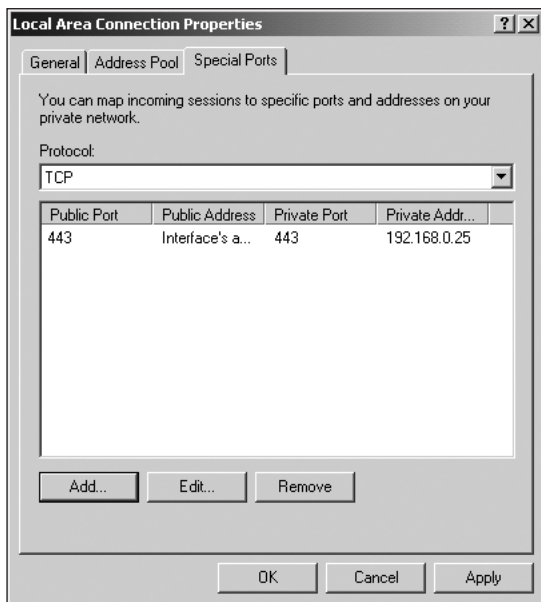 Local Area Connection Properties
General Address Pool Special Ports
You can map incoming sessions to specific ports and addresses on your
private network.
Protocol:
TCP
Public Port Public Address Private Port Private Addr...
443 Interface's a... 443 192.168.0.25
Add... Edit... Remove
OK Cancel Apply